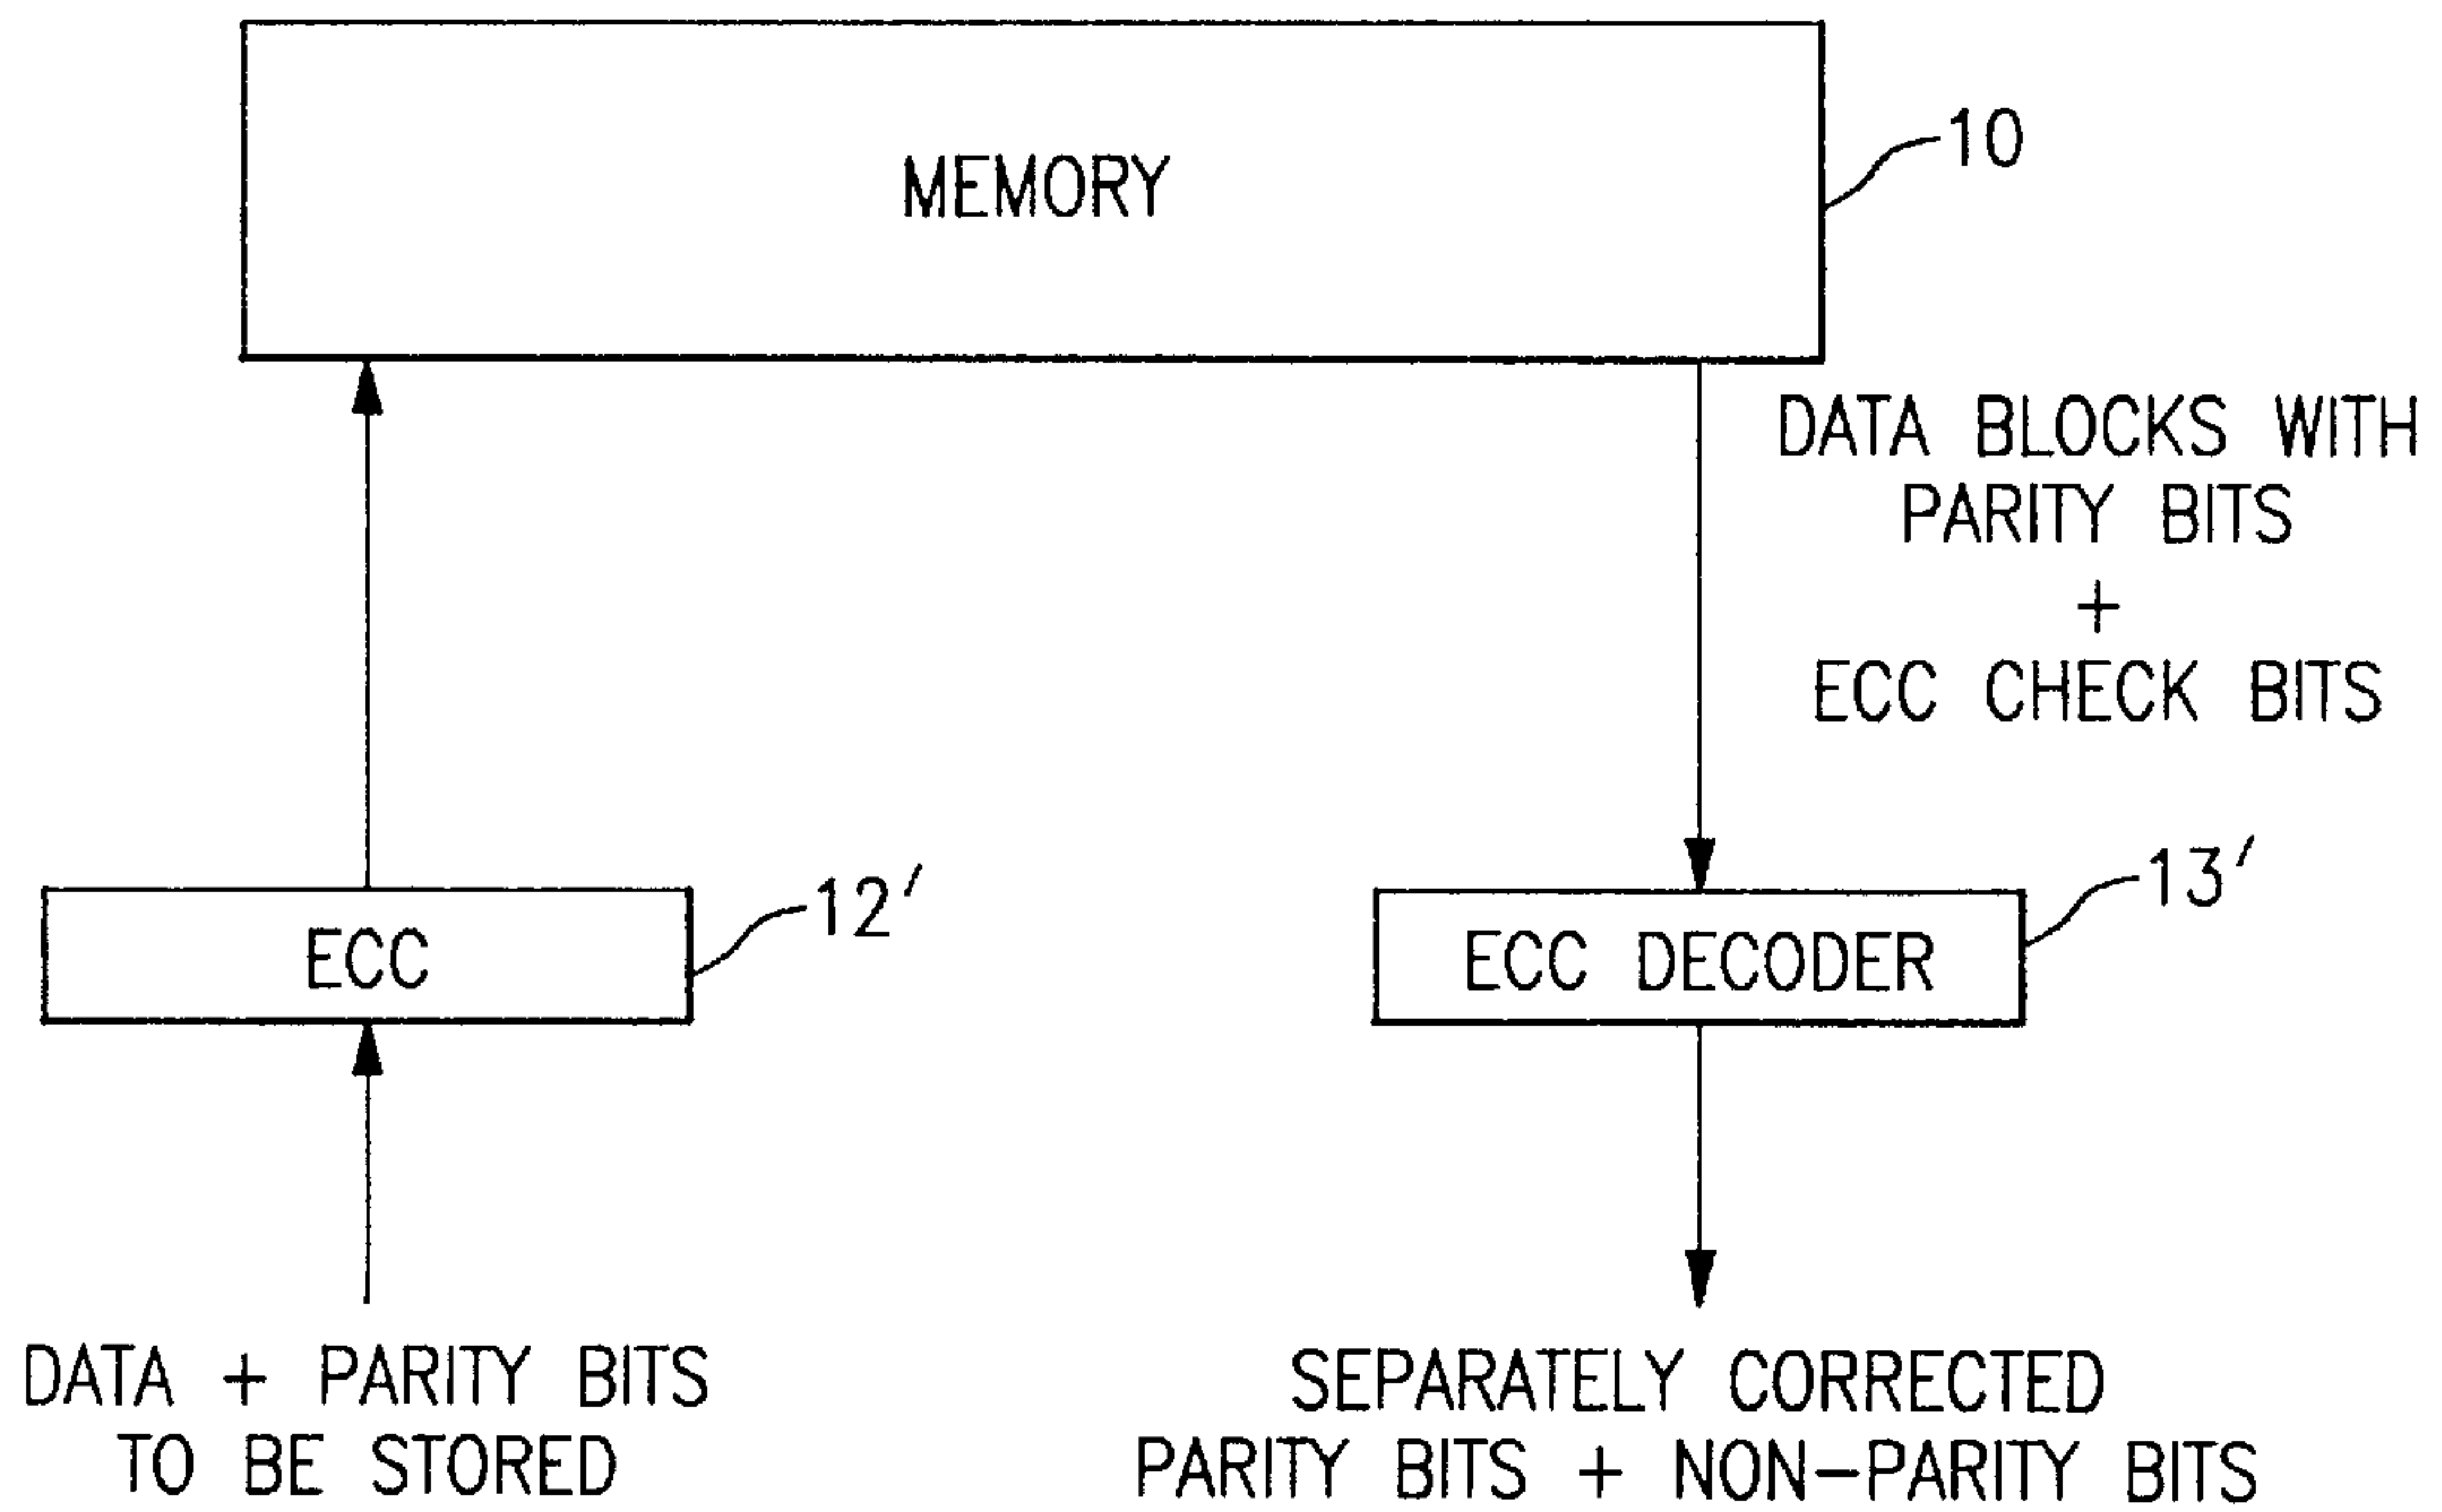 MEMORY
10
DATA BLOCKS WITH
PARITY BITS
+
ECC CHECK BITS
ECC
12'
ECC DECODER
13'
DATA + PARITY BITS
TO BE STORED
SEPARATELY CORRECTED
PARITY BITS + NON-PARITY BITS